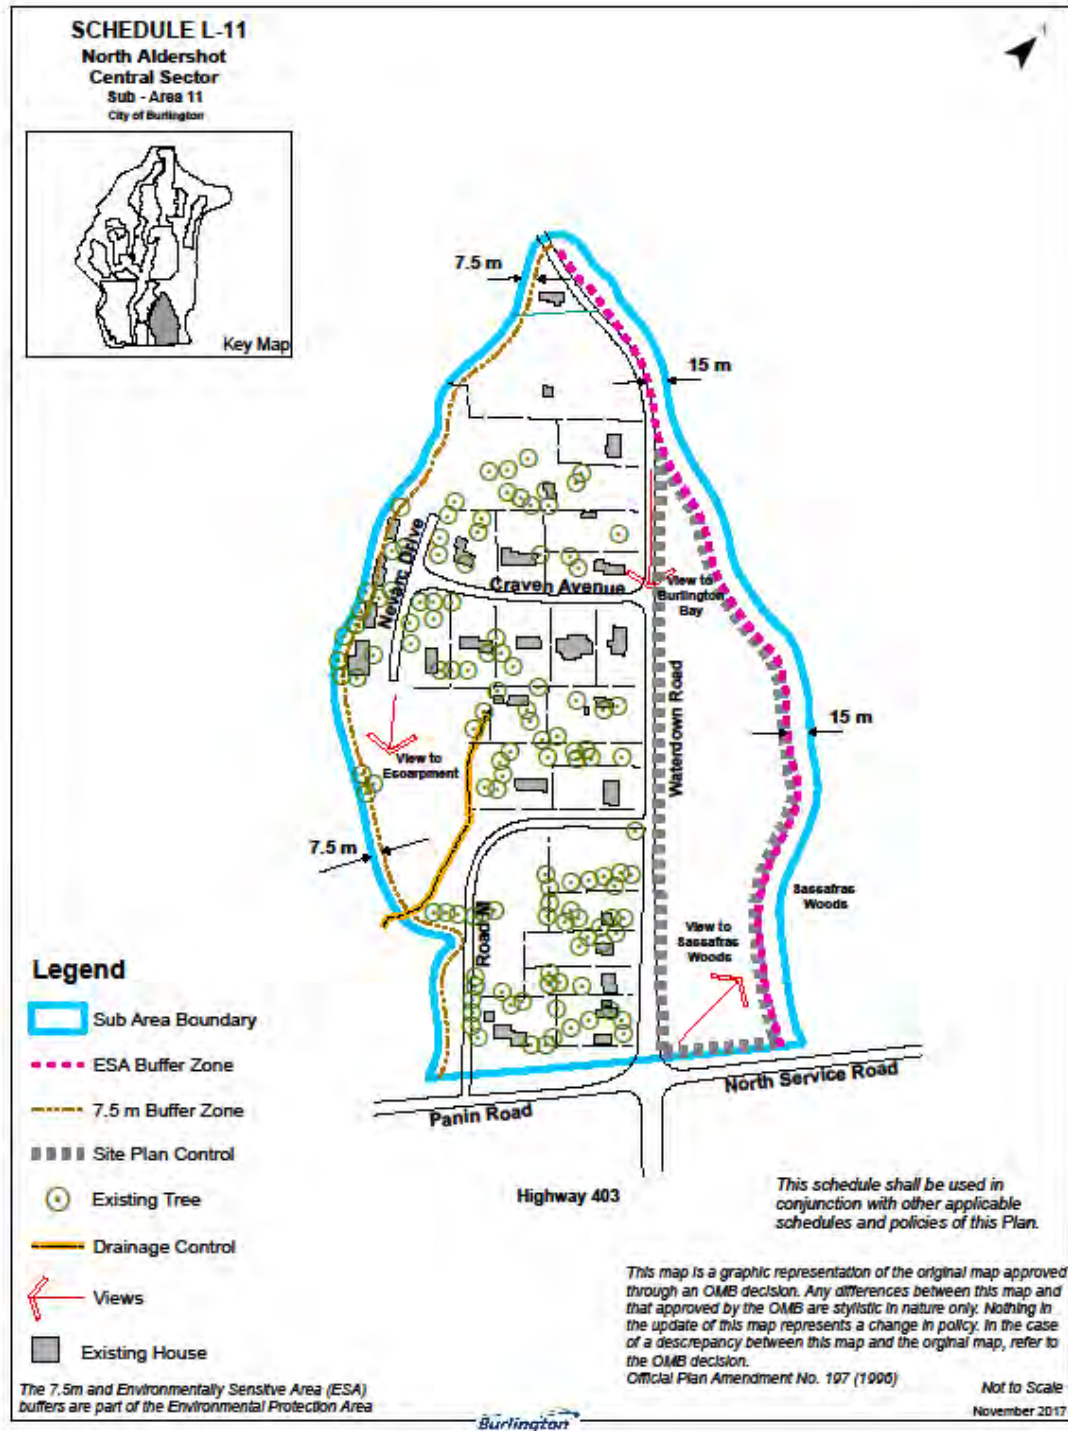 SCHEDULE L-11
North Aldershot
Central Sector
Sub - Area 11
City of Burlington
Key Map
7.5 m
15 m
Nevarc Drive
Craven Avenue
View to
Burlington
Bay
Waterdown Road
15 m
View to
Escarpment
7.5 m
Sassafras
Woods
Road N
View to
Sassafras
Woods
Legend
Sub Area Boundary
ESA Buffer Zone
7.5 m Buffer Zone
Site Plan Control
Existing Tree
Drainage Control
Views
Existing House
North Service Road
Panin Road
Highway 403
This schedule shall be used in
conjunction with other applicable
schedules and policies of this Plan.
This map is a graphic representation of the original map approved
through an OMB decision. Any differences between this map and
that approved by the OMB are stylistic in nature only. Nothing in
the update of this map represents a change in policy. In the case
of a descrepancy between this map and the orginal map, refer to
the OMB decision.
Official Plan Amendment No. 197 (1996)
The 7.5m and Environmentally Sensitve Area (ESA)
buffers are part of the Environmental Protection Area
Not to Scale
November 2017
Burlington